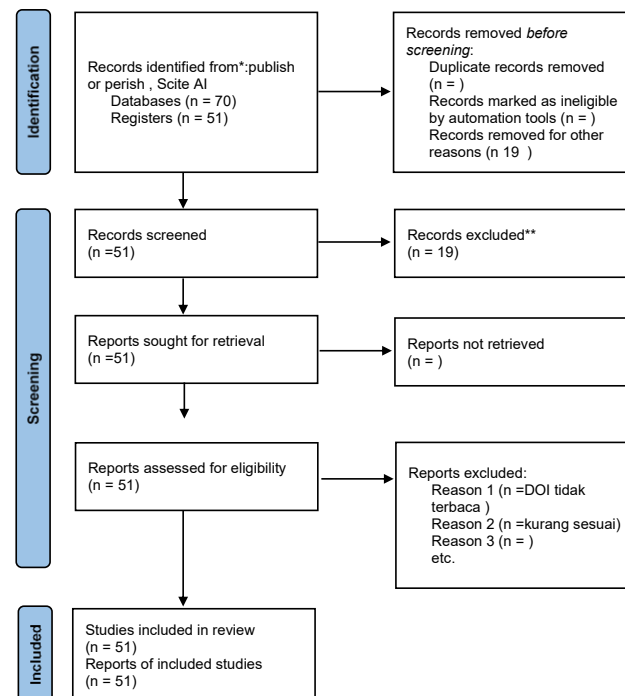 Identification
Records identified from*:publish
or perish , Scite AI
Databases (n = 70)
Registers (n = 51)
Records removed before
screening:
Duplicate records removed
(n = )
Records marked as ineligible
by automation tools (n = )
Records removed for other
reasons (n 19 )
Screening
Records screened
(n =51)
Records excluded**
(n = 19)
Reports sought for retrieval
(n =51)
Reports not retrieved
(n = )
Reports assessed for eligibility
(n = 51)
Reports excluded:
Reason 1 (n =DOI tidak
terbaca )
Reason 2 (n =kurang sesuai)
Reason 3 (n = )
etc.
Included
Studies included in review
(n = 51)
Reports of included studies
(n = 51)